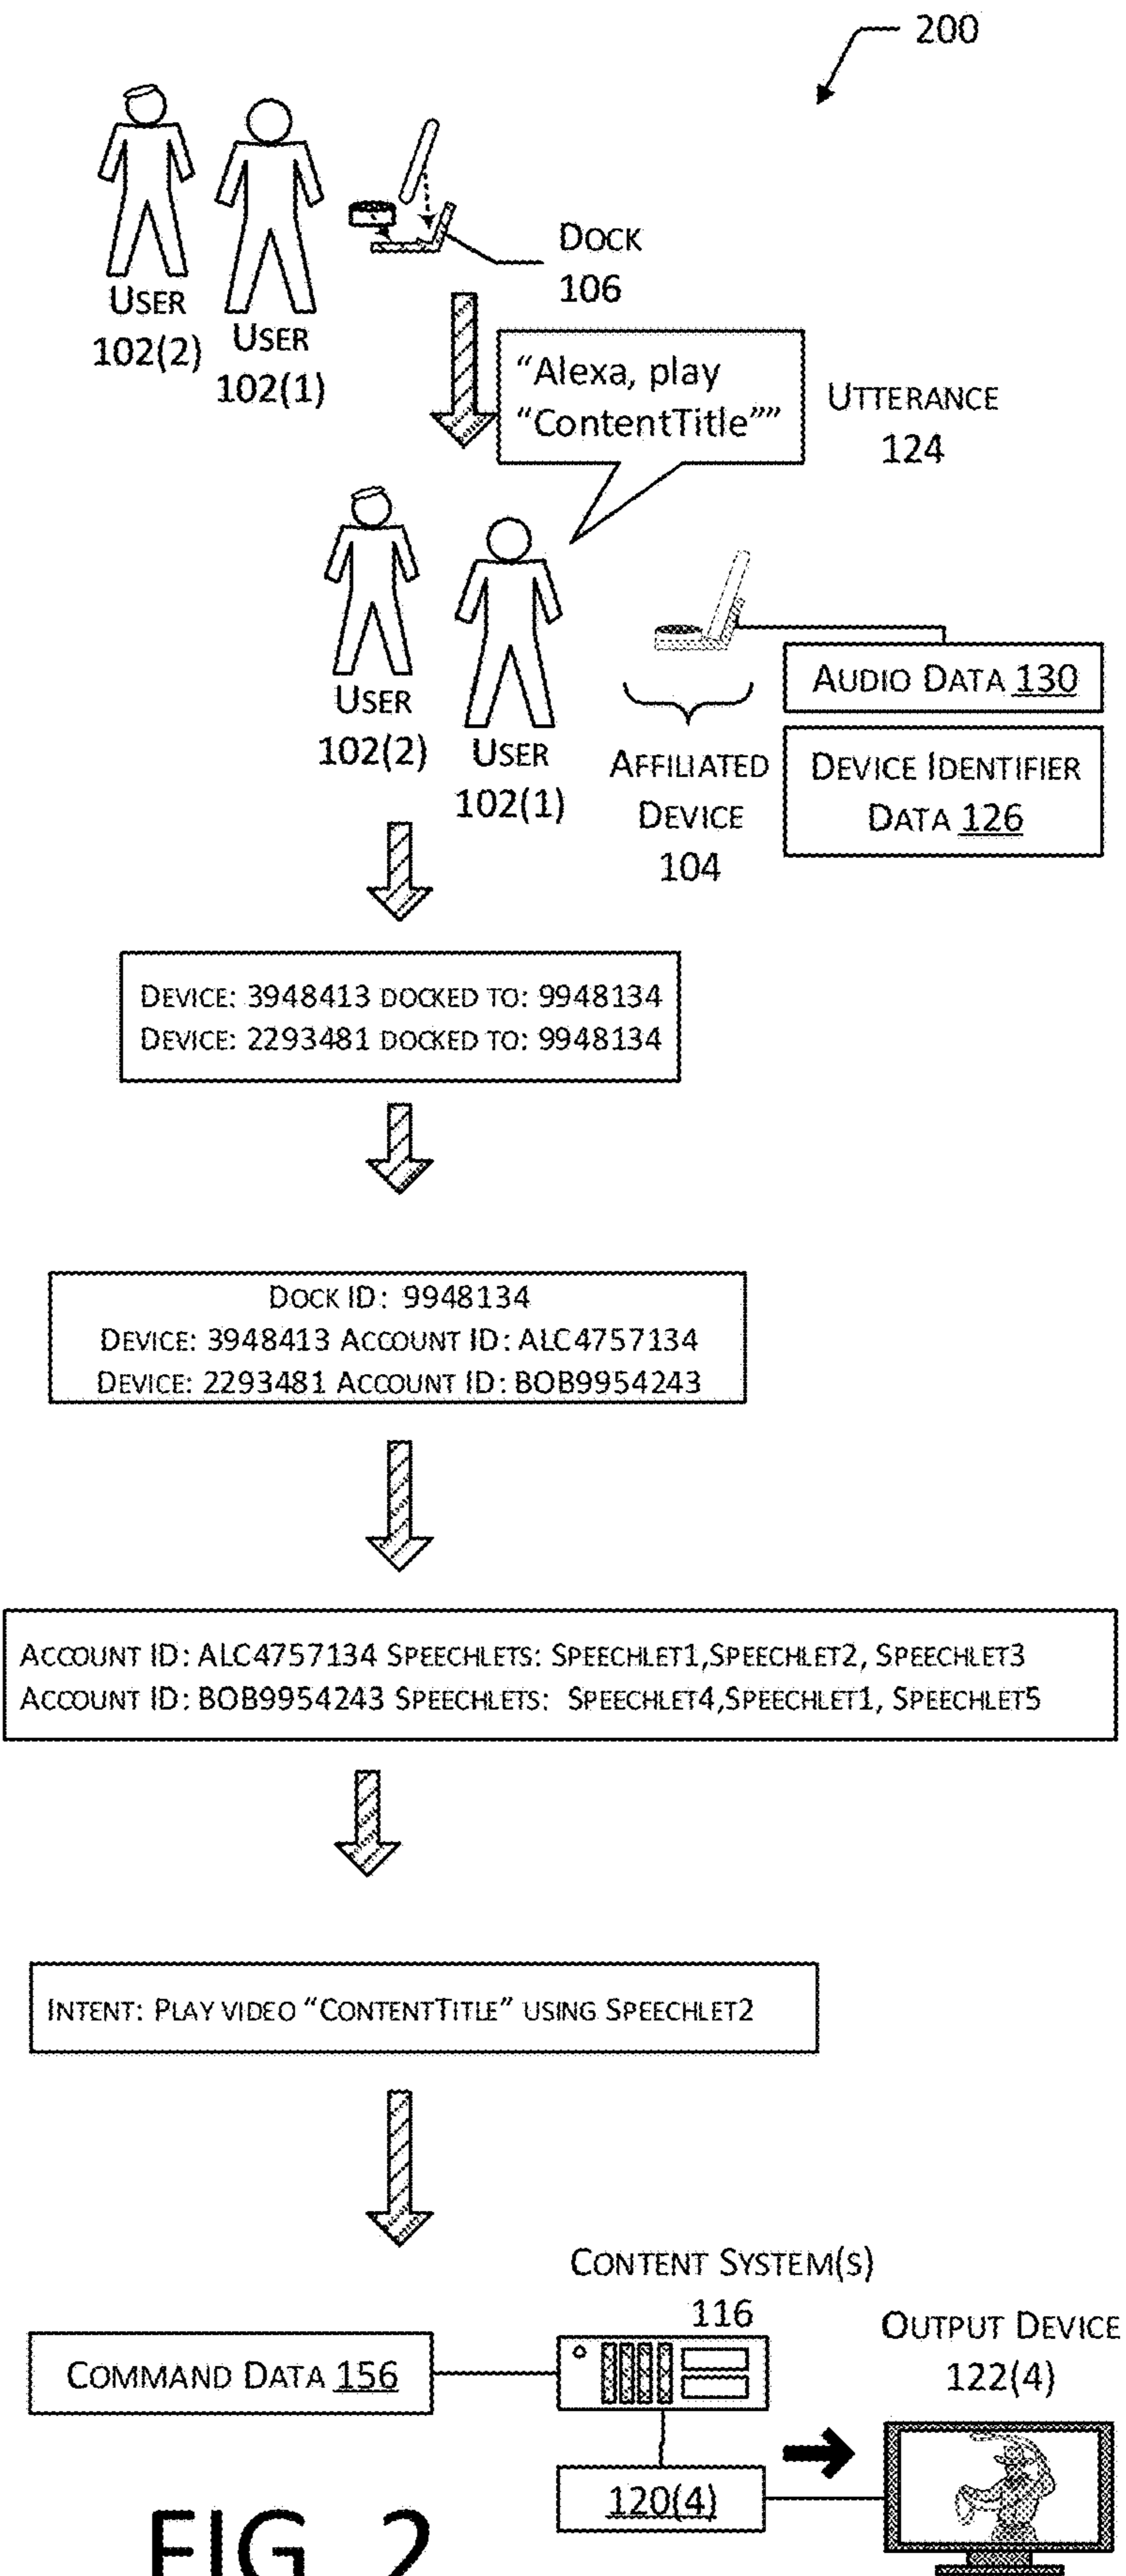 200
DOCK
106
USER
102(2)
USER
102(1)
"Alexa, play
"ContentTitle""
UTTERANCE
124
USER
102(2)
USER
102(1)
AFFILIATED
DEVICE
104
AUDIO DATA 130
DEVICE IDENTIFIER
DATA 126
DEVICE: 3948413 DOCKED TO: 9948134
DEVICE: 2293481 DOCKED TO: 9948134
DOCK ID: 9948134
DEVICE: 3948413 ACCOUNT ID: ALC4757134
DEVICE: 2293481 ACCOUNT ID: BOB9954243
ACCOUNT ID: ALC4757134 SPEECHLETS: SPEECHLET1,SPEECHLET2, SPEECHLET3
ACCOUNT ID: BOB9954243 SPEECHLETS: SPEECHLET4,SPEECHLET1, SPEECHLET5
INTENT: PLAY VIDEO "CONTENTTITLE" USING SPEECHLET2
CONTENT SYSTEM(S)
116
OUTPUT DEVICE
122(4)
COMMAND DATA 156
120(4)
FIG. 2